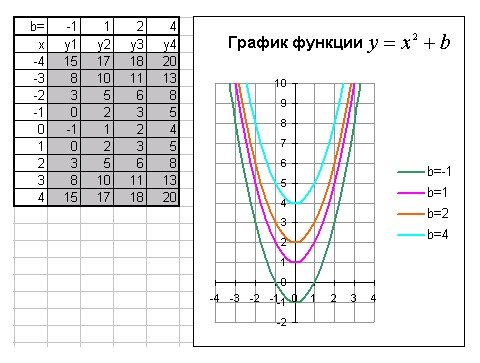 b= -1 1 2 4
x y1 y2 y3 y4
-4 15 17 18 20
-3 8 10 11 13
-2 3 5 6 8
-1 0 2 3 5
0 -1 1 2 4
1 0 2 3 5
2 3 5 6 8
3 8 10 11 13
4 15 17 18 20
График функции y = x² + b
10
9
8
7
6
5
4
3
2
1
0
-4 -3 -2 -1 0 1 2 3 4
-1
-2
b=-1
b=1
b=2
b=4